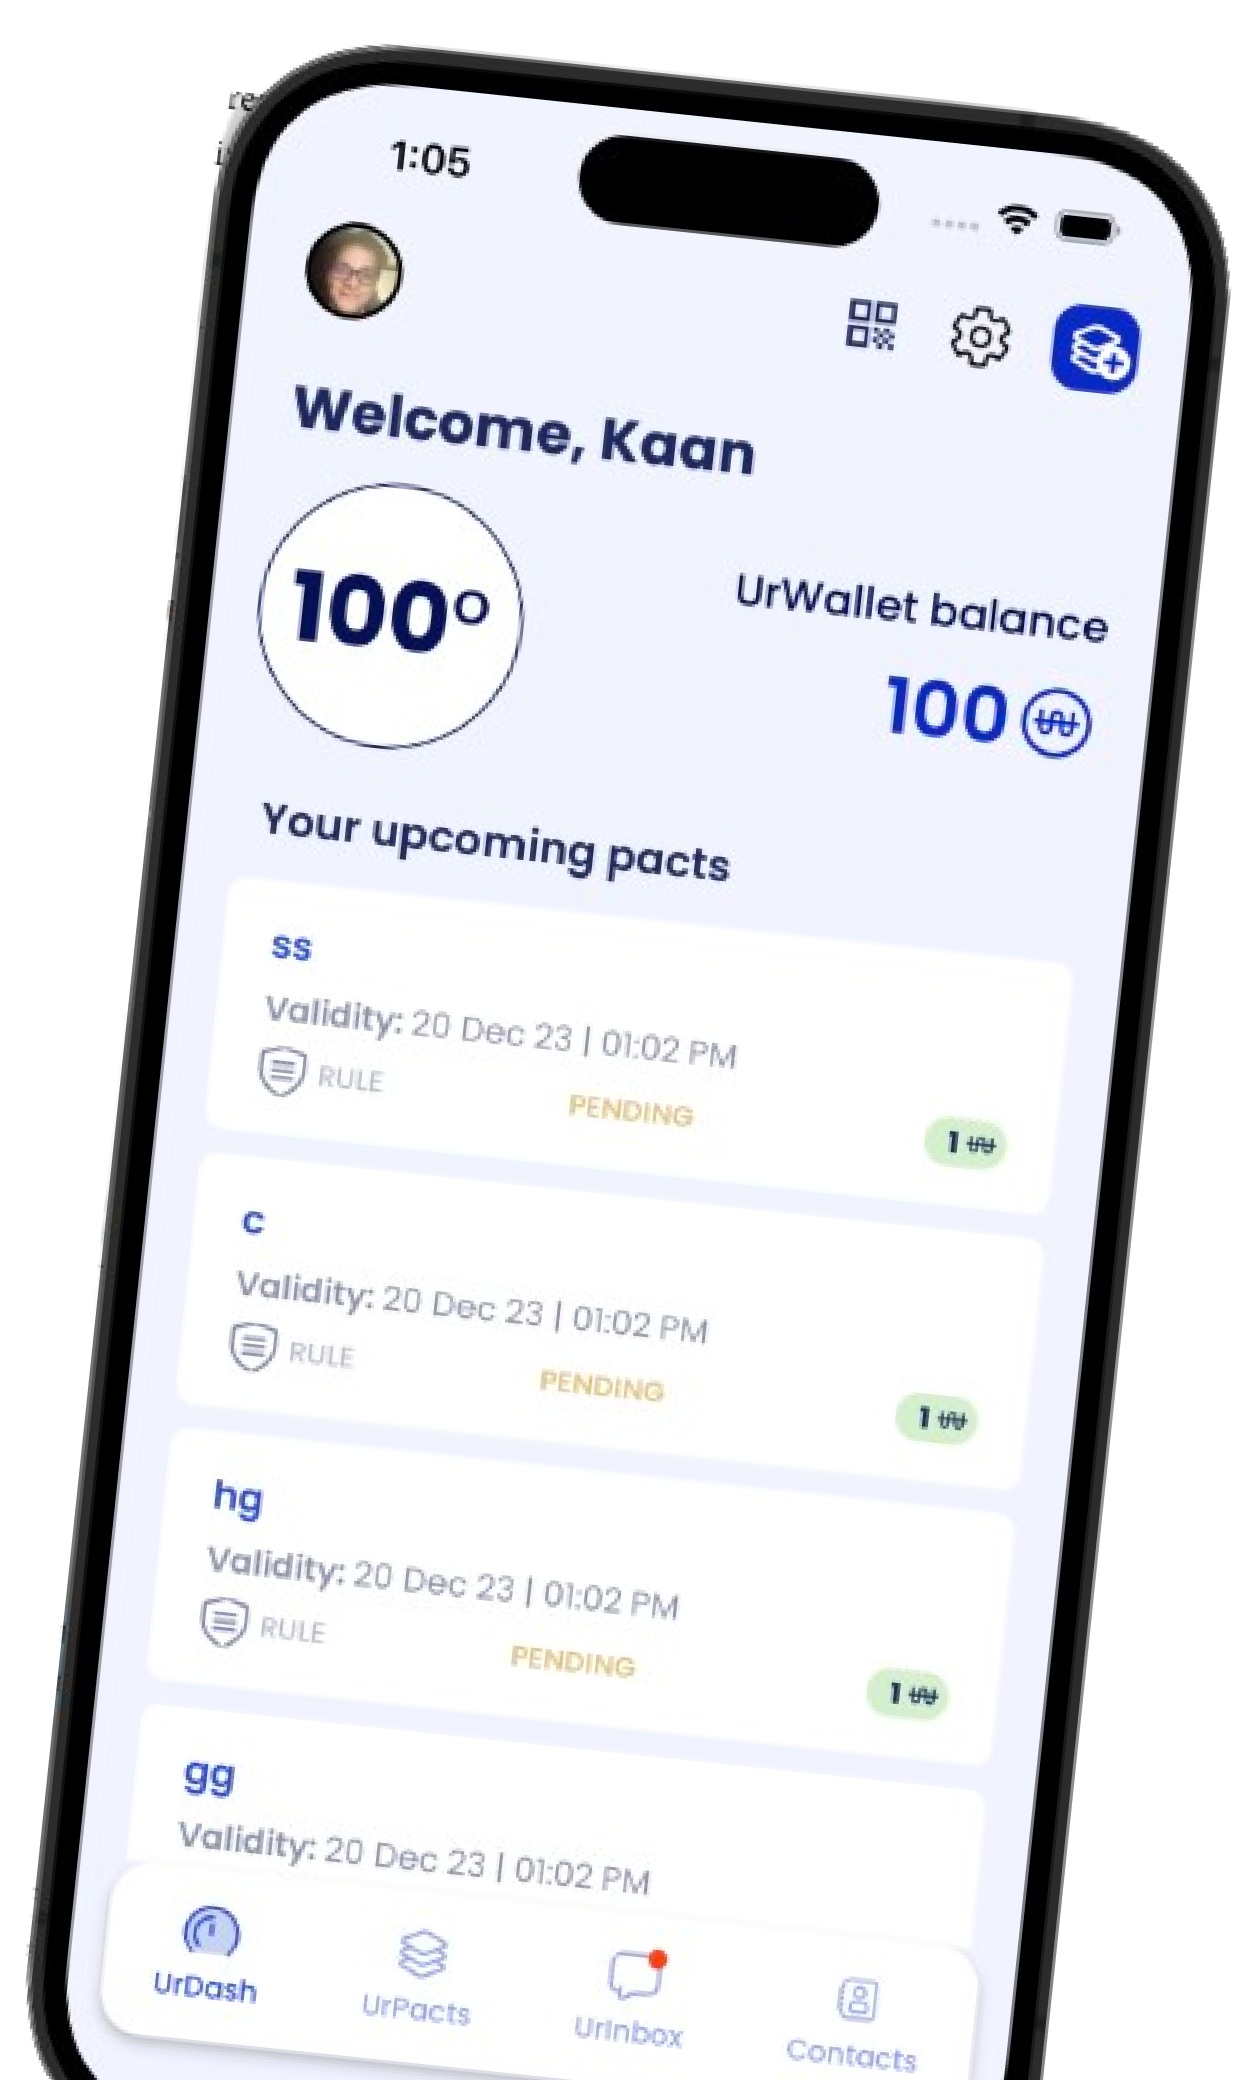 re
1:05
Welcome, Kaan
100°
UrWallet balance
100
Your upcoming pacts
ss
Validity: 20 Dec 23 | 01:02 PM
RULE
PENDING
1
c
Validity: 20 Dec 23 | 01:02 PM
RULE
PENDING
1
hg
Validity: 20 Dec 23 | 01:02 PM
RULE
PENDING
1
gg
Validity: 20 Dec 23 | 01:02 PM
UrDash
UrPacts
UrInbox
Contacts